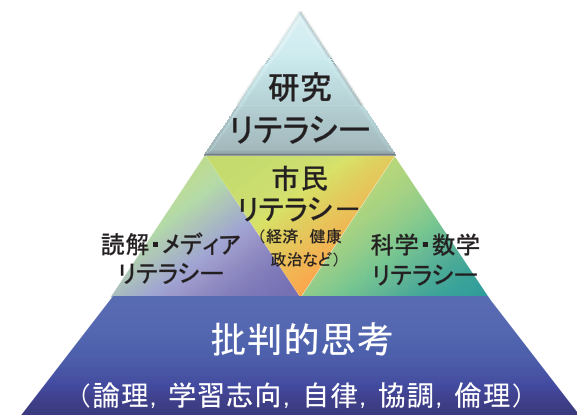 研究
リテラシー
市民
リテラシー
（経済，健康
政治など）
読解・メディア
リテラシー
科学・数学
リテラシー
批判的思考
（論理，学習志向，自律，協調，倫理）